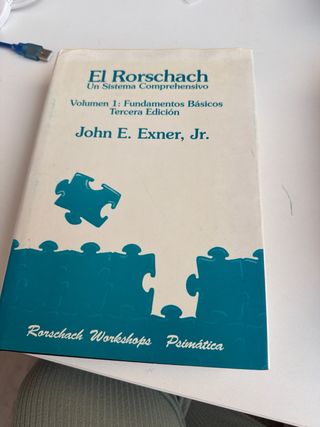 El Rorschach
Un Sistema Comprehensivo
Volumen 1: Fundamentos Básicos
Tercera Edición
John E. Exner, Jr.
Rorschach Workshops Psimática